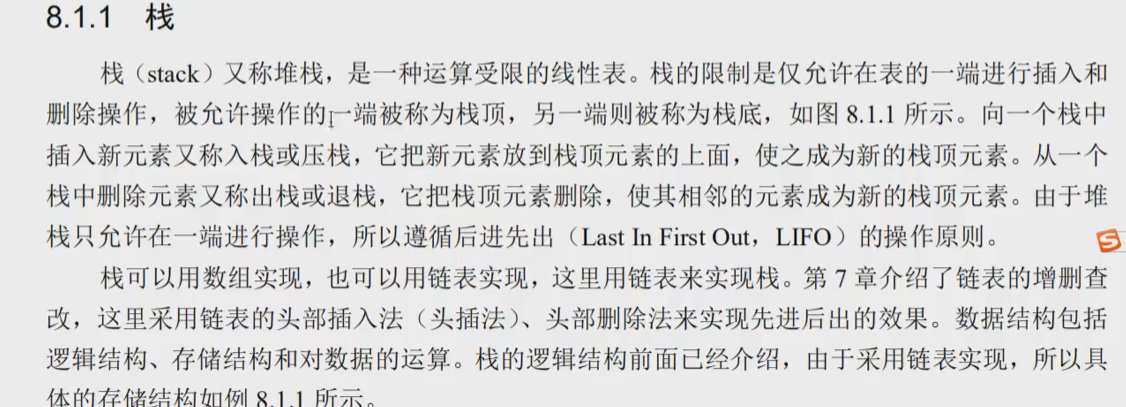 8.1.1 栈
栈（stack）又称堆栈，是一种运算受限的线性表。栈的限制是仅允许在表的一端进行插入和
删除操作，被允许操作的一端被称为栈顶，另一端则被称为栈底，如图 8.1.1 所示。向一个栈中
插入新元素又称入栈或压栈，它把新元素放到栈顶元素的上面，使之成为新的栈顶元素。从一个
栈中删除元素又称出栈或退栈，它把栈顶元素删除，使其相邻的元素成为新的栈顶元素。由于堆
栈只允许在一端进行操作，所以遵循后进先出（Last In First Out，LIFO）的操作原则。
栈可以用数组实现，也可以用链表实现，这里用链表来实现栈。第 7 章介绍了链表的增删查
改，这里采用链表的头部插入法（头插法）、头部删除法来实现先进后出的效果。数据结构包括
逻辑结构、存储结构和对数据的运算。栈的逻辑结构前面已经介绍，由于采用链表实现，所以具
体的存储结构如例 8.1.1 所示。